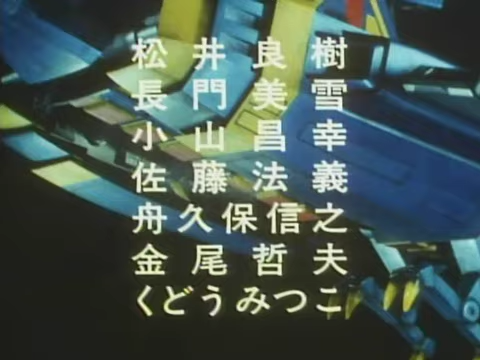 松井良樹
長門美雪
小山昌幸
佐藤法義
舟久保信之
金尾哲夫
くどうみつこ